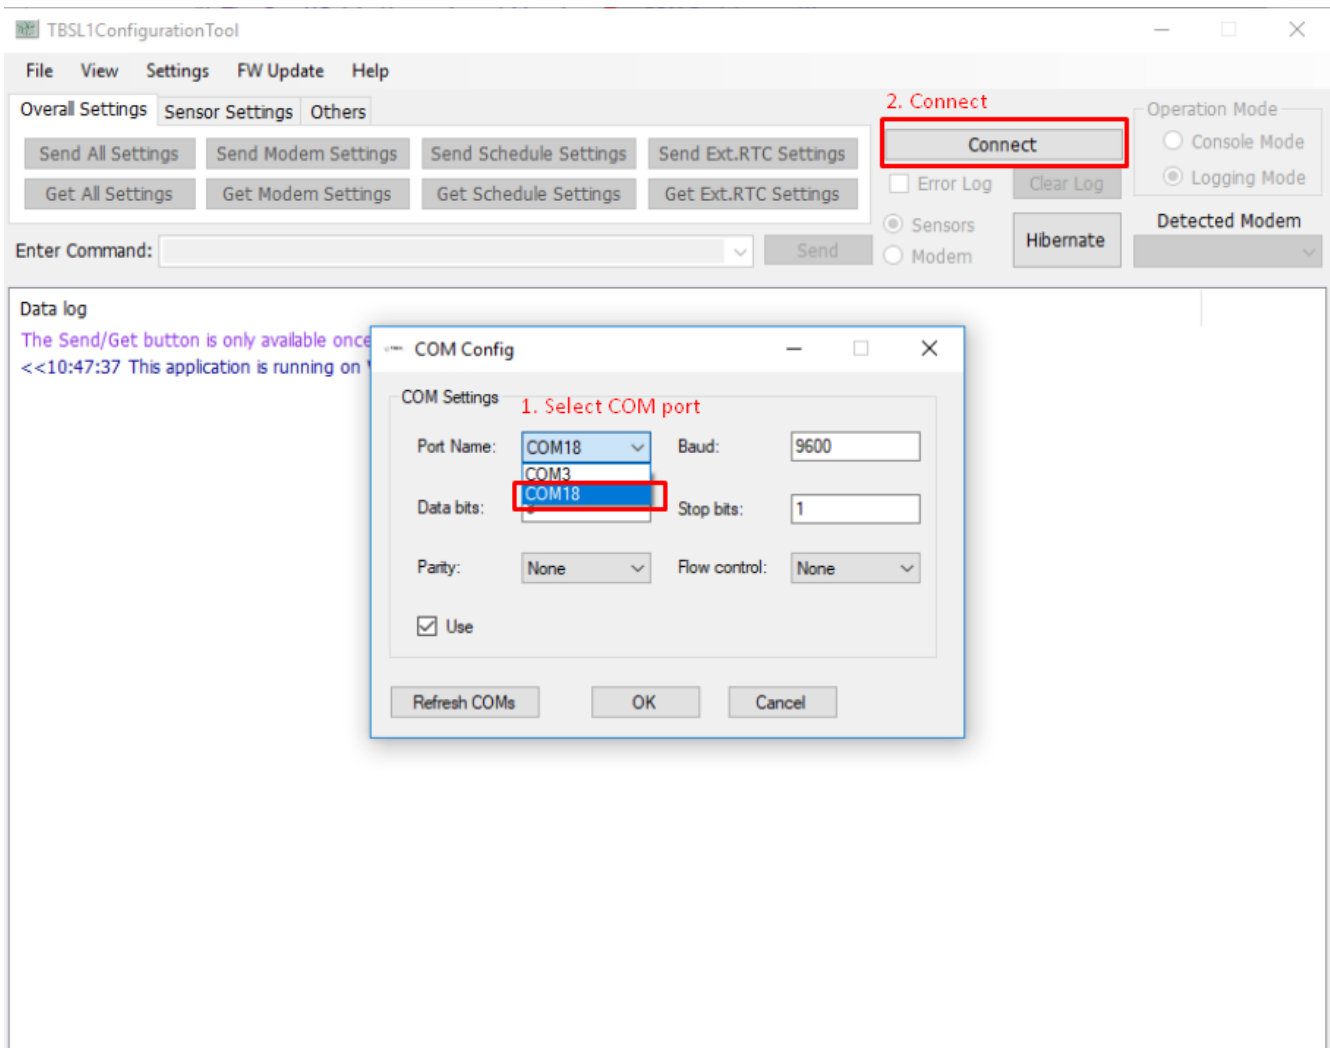 TBSL1ConfigurationTool
File View Settings FW Update Help
Overall Settings Sensor Settings Others
2. Connect
Operation Mode
Send All Settings Send Modem Settings Send Schedule Settings Send Ext.RTC Settings
Connect
Console Mode
Get All Settings Get Modem Settings Get Schedule Settings Get Ext.RTC Settings
Error Log Clear Log
Logging Mode
Sensors
Hibernate
Detected Modem
Enter Command: Send
Modem
Data log
The Send/Get button is only available once
<<10:47:37 This application is running on
COM Config
COM Settings
1. Select COM port
Port Name: COM18 Baud: 9600
COM3
COM18
Data bits: Stop bits: 1
Parity: None Flow control: None
Use
Refresh COMs OK Cancel